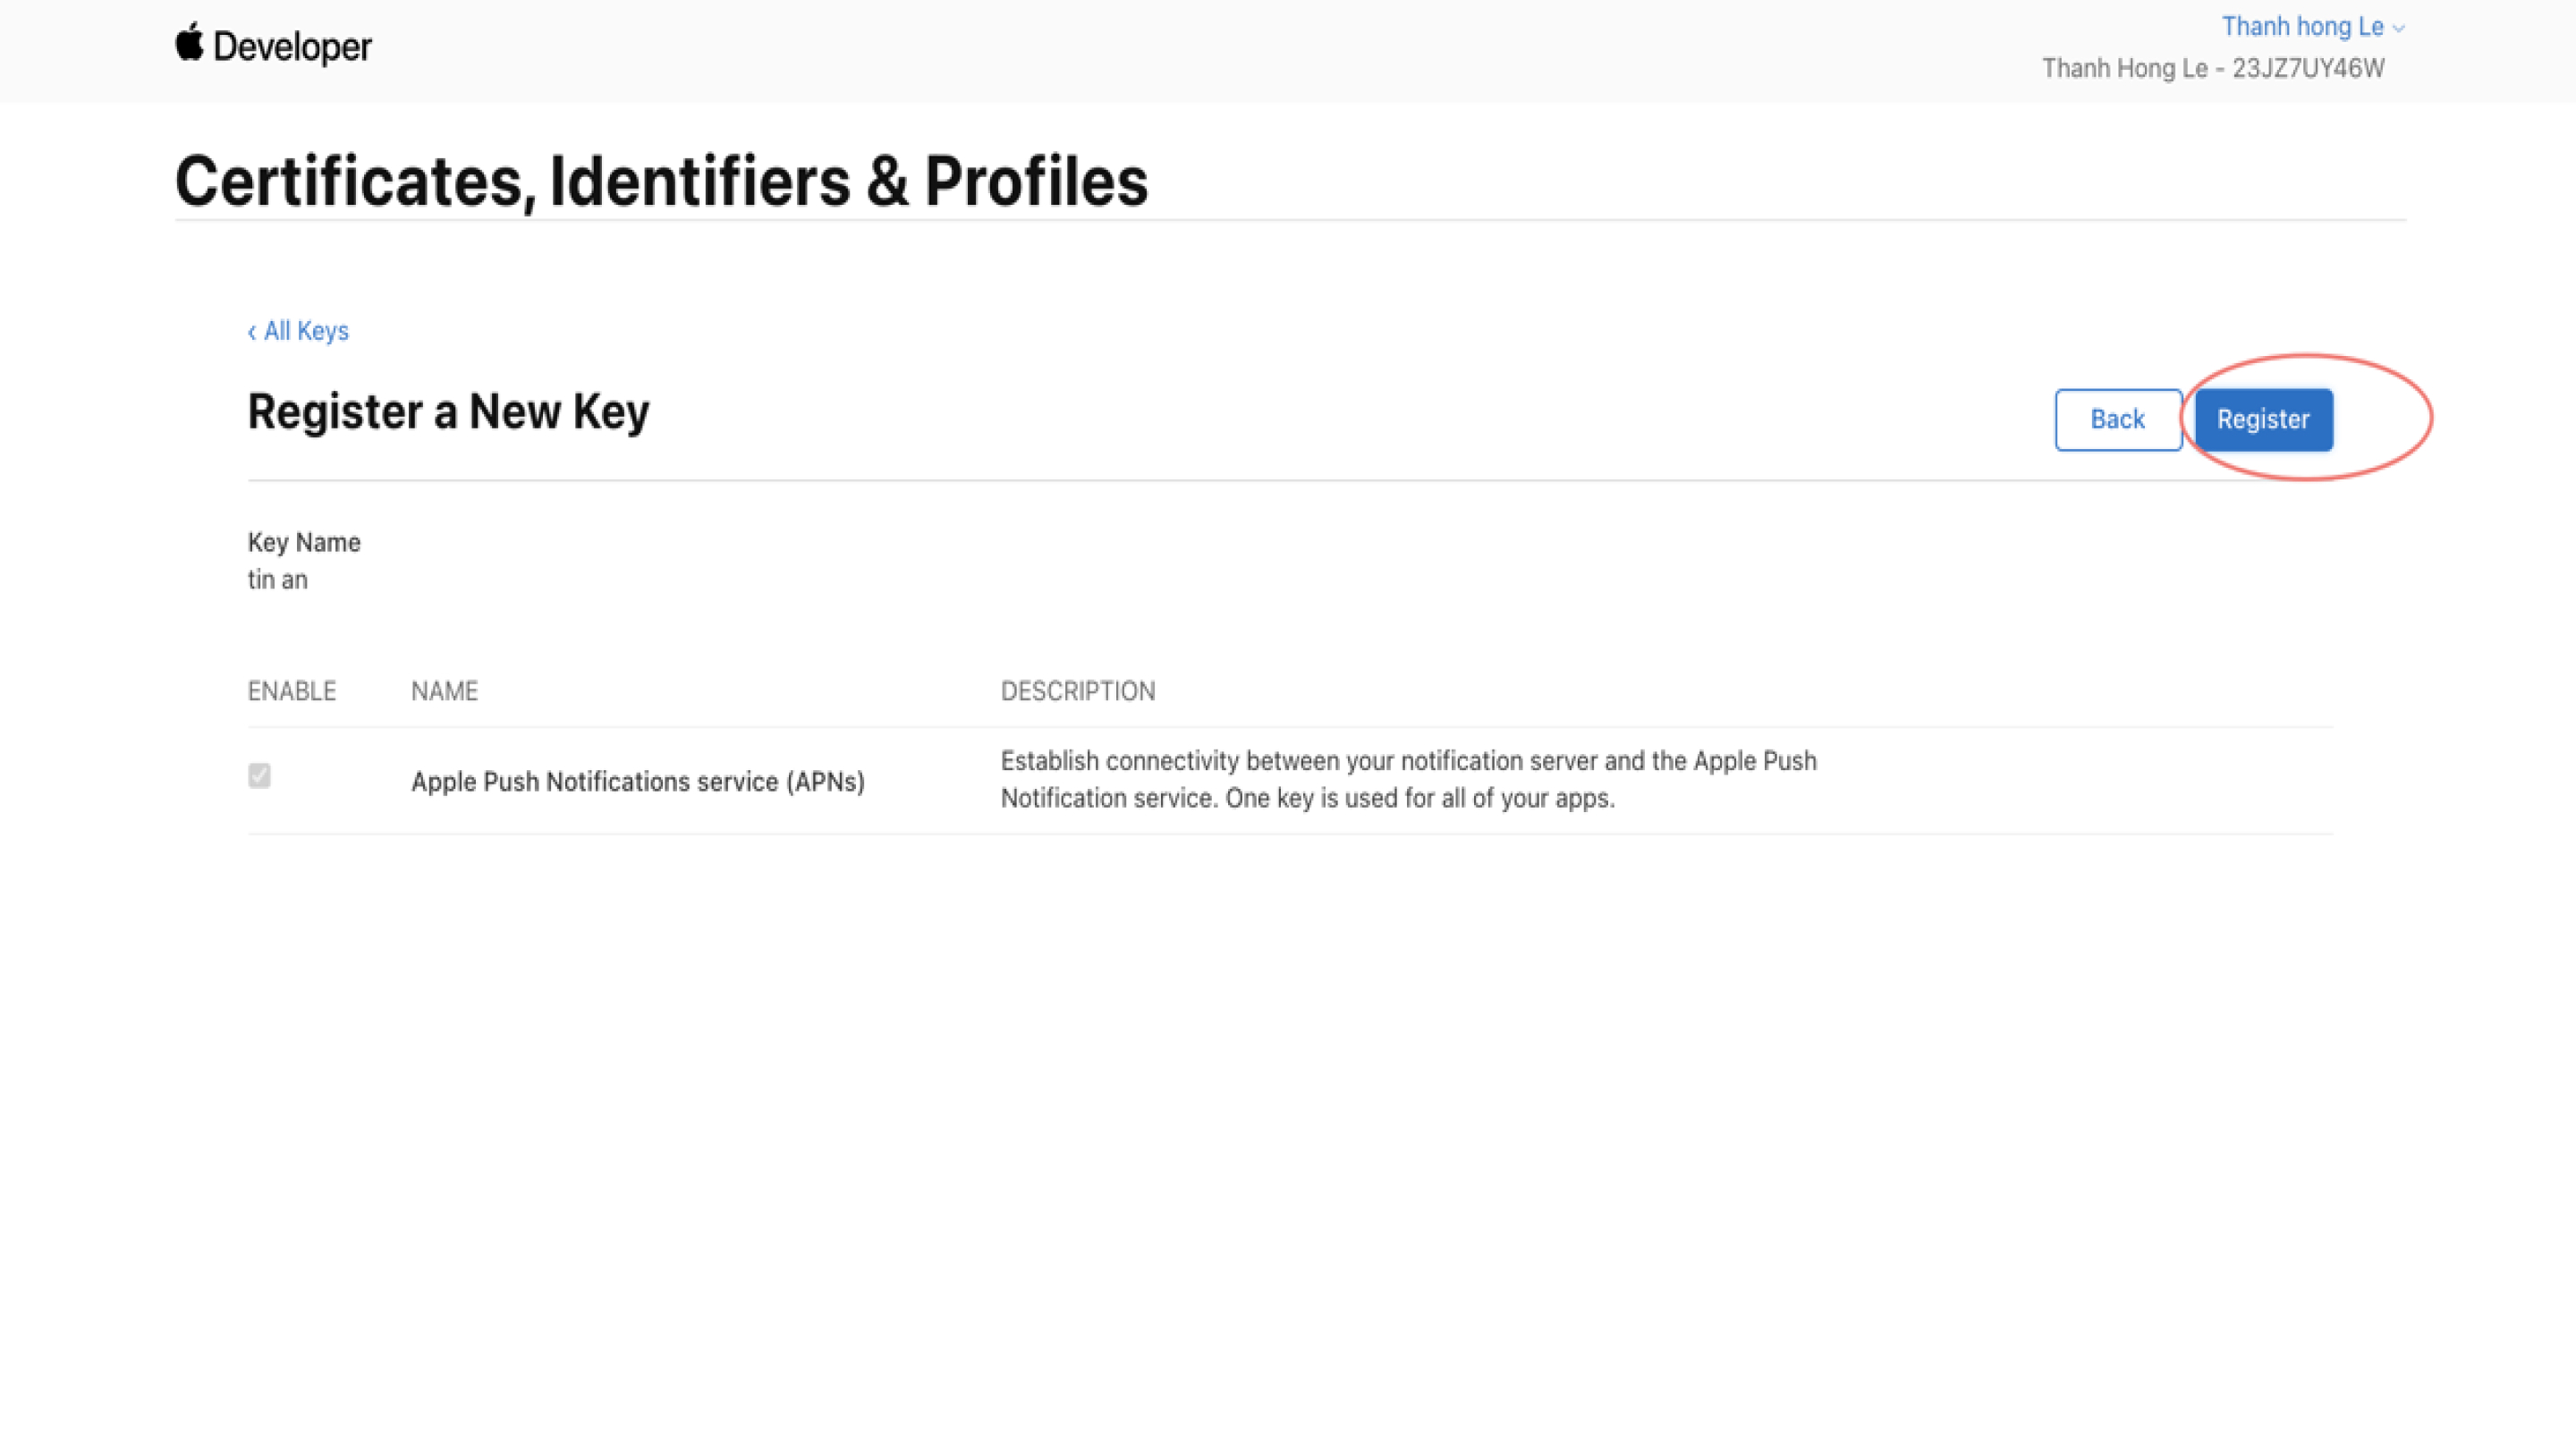 Developer
Thanh hong Le
Thanh Hong Le - 23JZ7UY46W
Certificates, Identifiers & Profiles
‹ All Keys
Register a New Key
Back
Register
Key Name
tin an
ENABLE NAME DESCRIPTION
Apple Push Notifications service (APNs)
Establish connectivity between your notification server and the Apple Push
Notification service. One key is used for all of your apps.